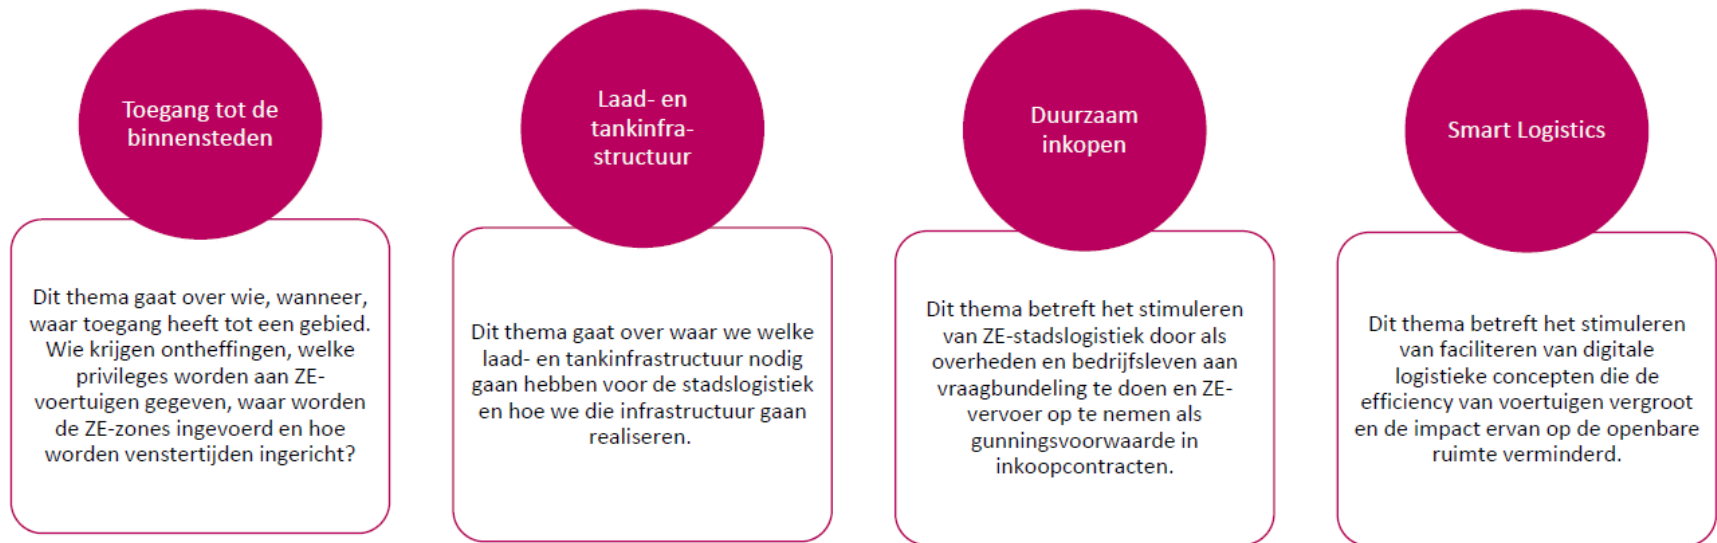 Toegang tot de
binnensteden
Dit thema gaat over wie, wanneer,
waar toegang heeft tot een gebied.
Wie krijgen ontheffingen, welke
privileges worden aan ZE-
voertuigen gegeven, waar worden
de ZE-zones ingevoerd en hoe
worden venstertijden ingericht?
Laad- en
tankinfra-
structuur
Dit thema gaat over waar we welke
laad- en tankinfrastructuur nodig
gaan hebben voor de stadslogistiek
en hoe we die infrastructuur gaan
realiseren.
Duurzaam
inkopen
Dit thema betreft het stimuleren
van ZE-stadslogistiek door als
overheden en bedrijfsleven aan
vraagbundeling te doen en ZE-
vervoer op te nemen als
gunningsvoorwaarde in
inkoopcontracten.
Smart Logistics
Dit thema betreft het stimuleren
van faciliteren van digitale
logistieke concepten die de
efficiency van voertuigen vergroot
en de impact ervan op de openbare
ruimte verminderd.